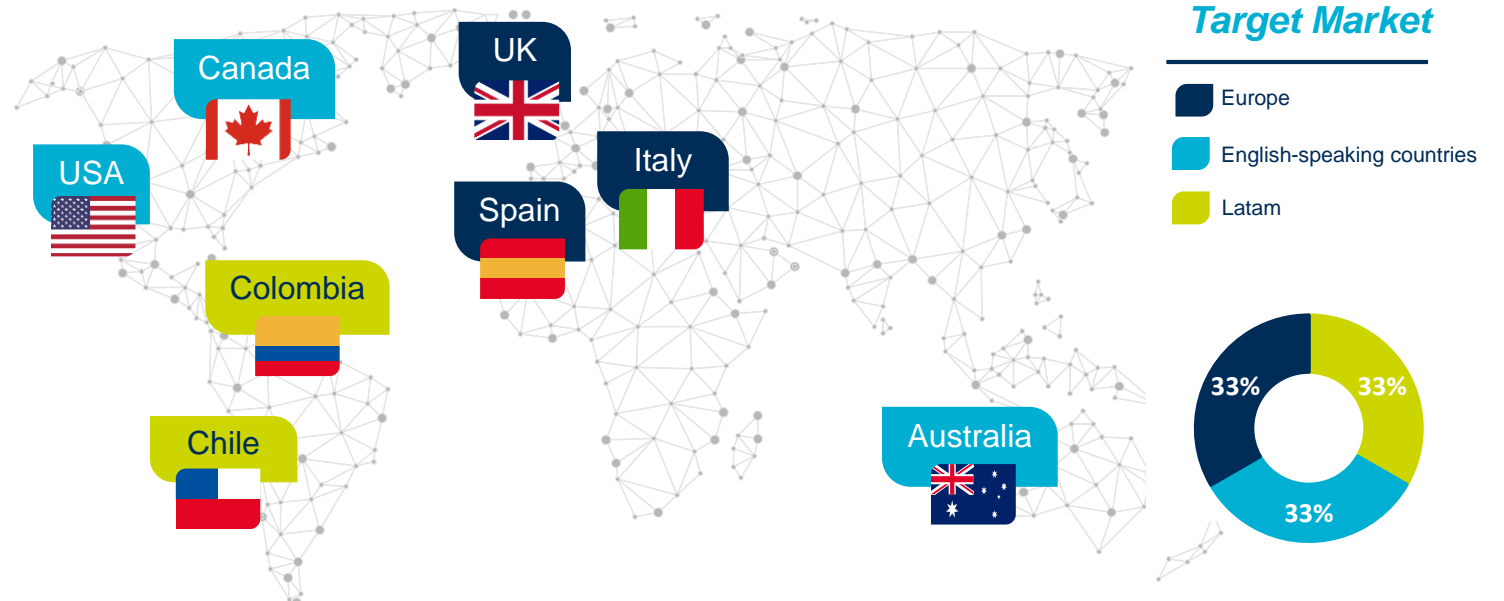 Target Market
Canada
UK
Europe
Italy
English-speaking countries
USA
Spain
Latam
Colombia
33%
33%
Chile
Australia
33%